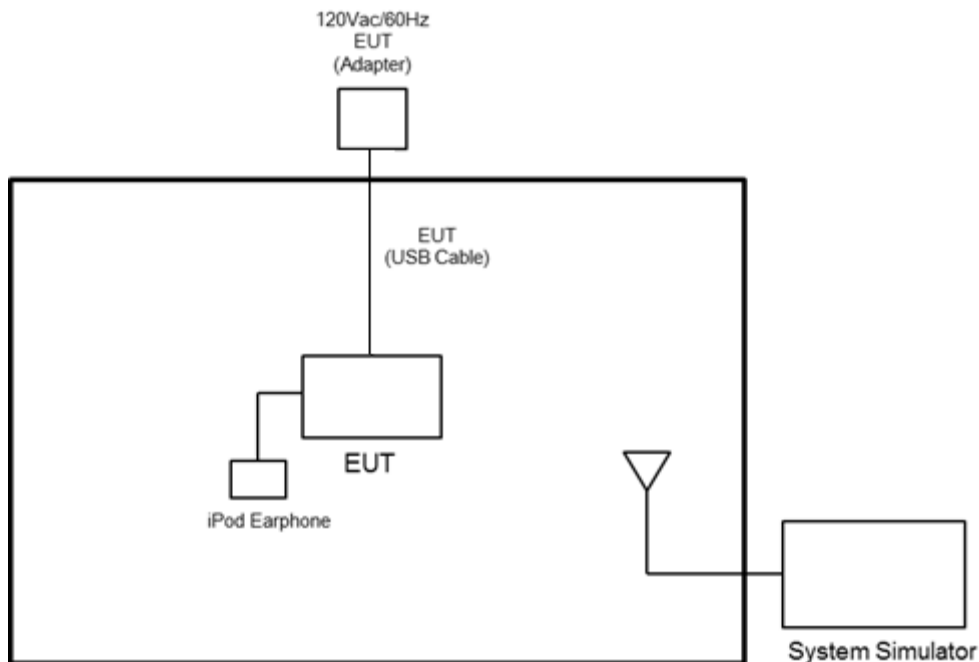 120Vac/60Hz
EUT
(Adapter)
EUT
(USB Cable)
EUT
iPod Earphone
System Simulator